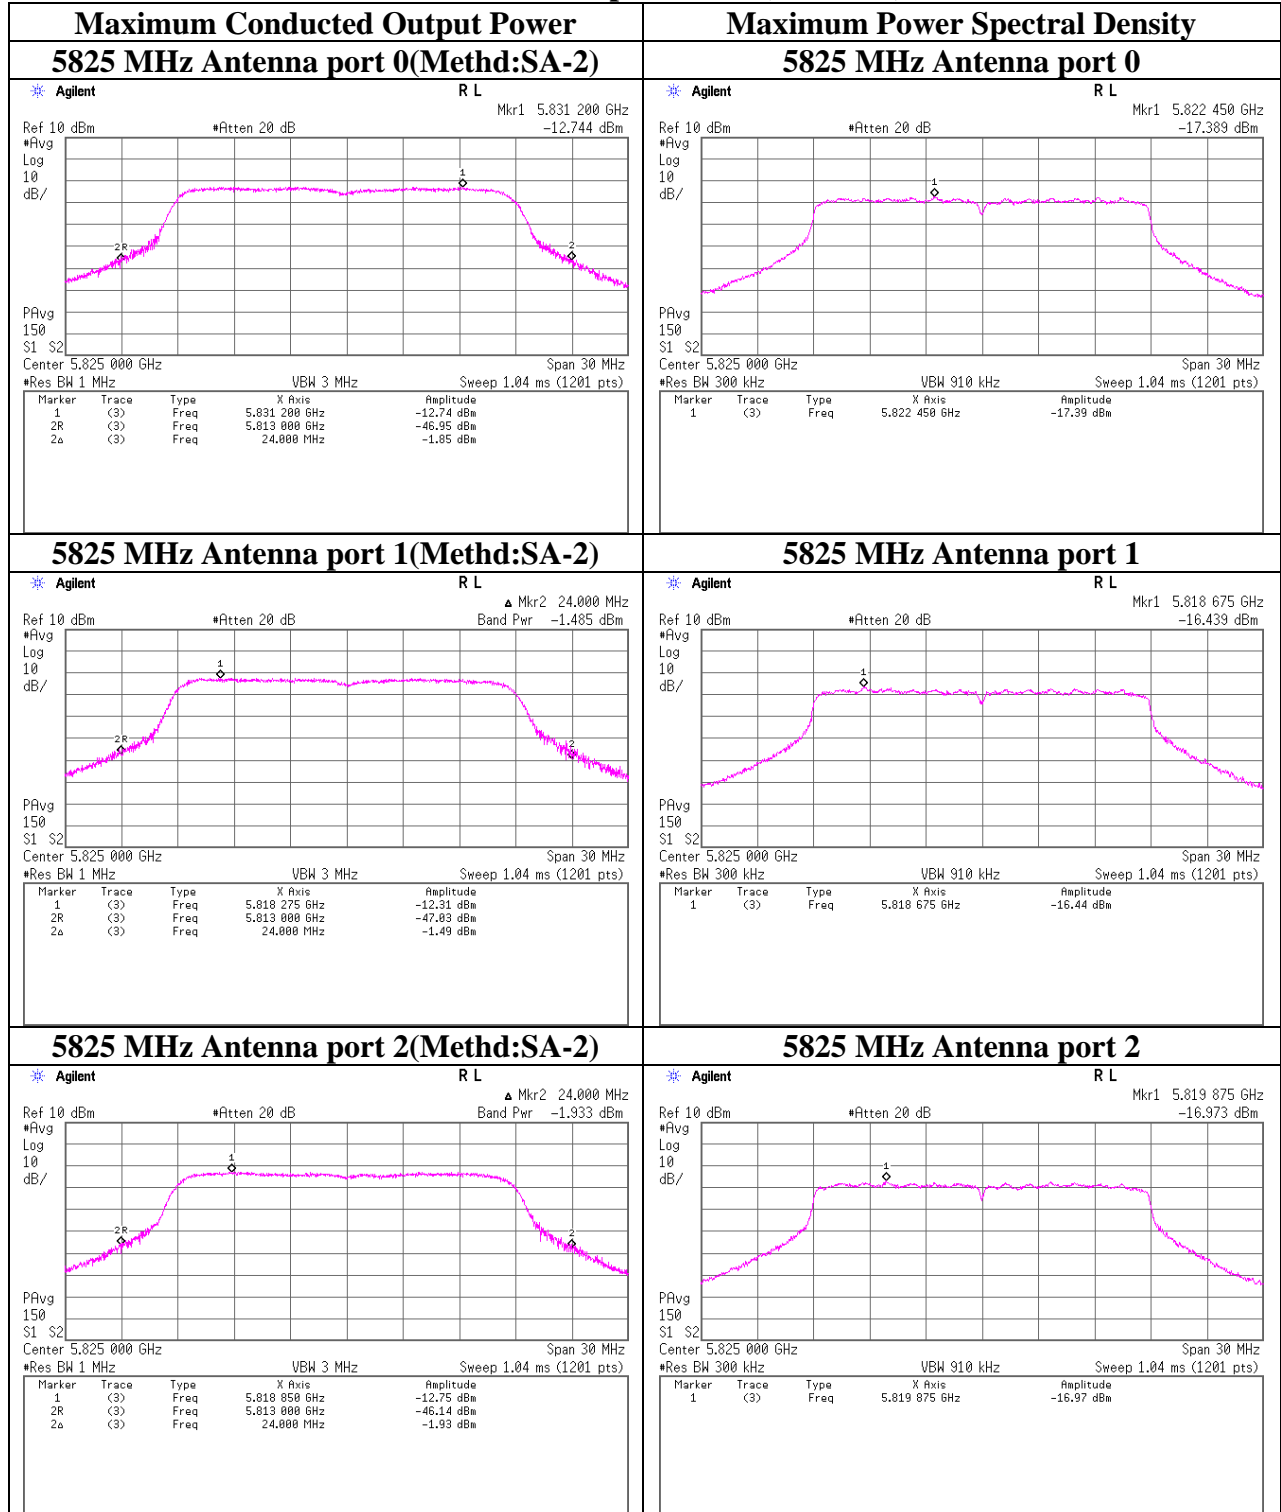 Maximum Conducted Output Power
Maximum Power Spectral Density
5825 MHz Antenna port 0(Methd:SA-2)
5825 MHz Antenna port 0
Agilent R L
Mkr1 5.831 200 GHz
Ref 10 dBm #Atten 20 dB -12.744 dBm
#Avg
Log
10
dB/
1
2R
2
PAvg
150
S1 S2
Center 5.825 000 GHz Span 30 MHz
#Res BW 1 MHz VBW 3 MHz Sweep 1.04 ms (1201 pts)
Marker Trace Type X Axis Amplitude
1 (3) Freq 5.831 200 GHz -12.74 dBm
2R (3) Freq 5.813 000 GHz -46.95 dBm
2Δ (3) Freq 24.000 MHz -1.85 dBm
Agilent R L
Mkr1 5.822 450 GHz
Ref 10 dBm #Atten 20 dB -17.389 dBm
#Avg
Log
10
dB/
1
PAvg
150
S1 S2
Center 5.825 000 GHz Span 30 MHz
#Res BW 300 kHz VBW 910 kHz Sweep 1.04 ms (1201 pts)
Marker Trace Type X Axis Amplitude
1 (3) Freq 5.822 450 GHz -17.39 dBm
5825 MHz Antenna port 1(Methd:SA-2)
5825 MHz Antenna port 1
Agilent R L
Δ Mkr2 24.000 MHz
Ref 10 dBm #Atten 20 dB Band Pwr -1.485 dBm
#Avg
Log
10
dB/
1
2R
2
PAvg
150
S1 S2
Center 5.825 000 GHz Span 30 MHz
#Res BW 1 MHz VBW 3 MHz Sweep 1.04 ms (1201 pts)
Marker Trace Type X Axis Amplitude
1 (3) Freq 5.818 275 GHz -12.31 dBm
2R (3) Freq 5.813 000 GHz -47.03 dBm
2Δ (3) Freq 24.000 MHz -1.49 dBm
Agilent R L
Mkr1 5.818 675 GHz
Ref 10 dBm #Atten 20 dB -16.439 dBm
#Avg
Log
10
dB/
1
PAvg
150
S1 S2
Center 5.825 000 GHz Span 30 MHz
#Res BW 300 kHz VBW 910 kHz Sweep 1.04 ms (1201 pts)
Marker Trace Type X Axis Amplitude
1 (3) Freq 5.818 675 GHz -16.44 dBm
5825 MHz Antenna port 2(Methd:SA-2)
5825 MHz Antenna port 2
Agilent R L
Δ Mkr2 24.000 MHz
Ref 10 dBm #Atten 20 dB Band Pwr -1.933 dBm
#Avg
Log
10
dB/
1
2R
2
PAvg
150
S1 S2
Center 5.825 000 GHz Span 30 MHz
#Res BW 1 MHz VBW 3 MHz Sweep 1.04 ms (1201 pts)
Marker Trace Type X Axis Amplitude
1 (3) Freq 5.818 850 GHz -12.75 dBm
2R (3) Freq 5.813 000 GHz -46.14 dBm
2Δ (3) Freq 24.000 MHz -1.93 dBm
Agilent R L
Mkr1 5.819 875 GHz
Ref 10 dBm #Atten 20 dB -16.973 dBm
#Avg
Log
10
dB/
1
PAvg
150
S1 S2
Center 5.825 000 GHz Span 30 MHz
#Res BW 300 kHz VBW 910 kHz Sweep 1.04 ms (1201 pts)
Marker Trace Type X Axis Amplitude
1 (3) Freq 5.819 875 GHz -16.97 dBm